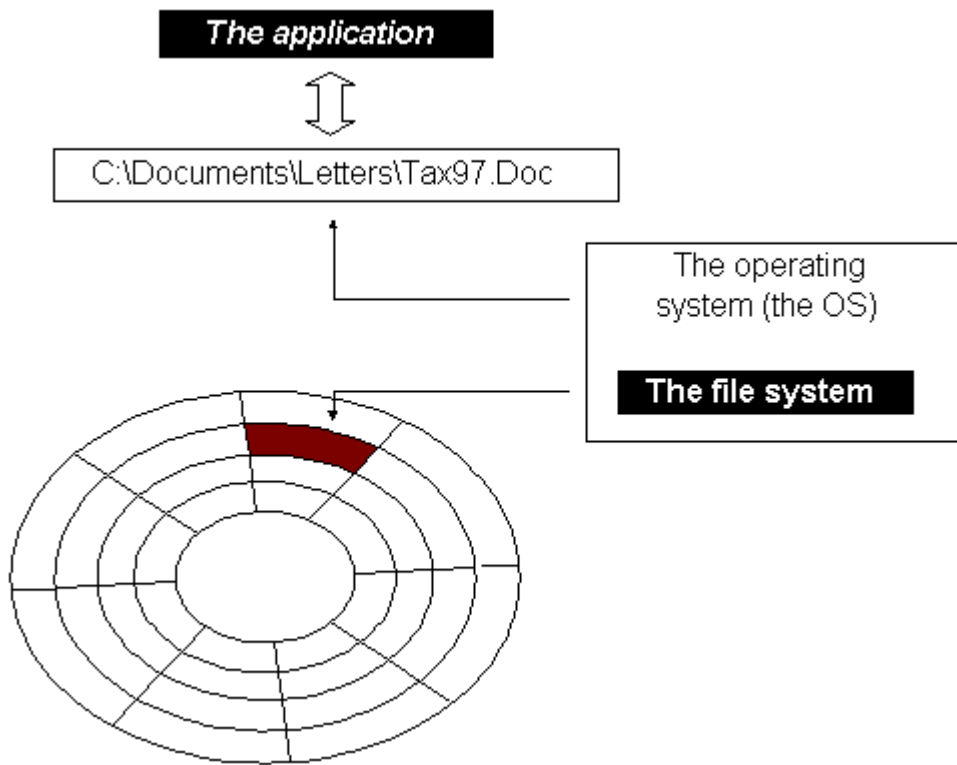 The application
C:\Documents\Letters\Tax97.Doc
The operating
system (the OS)
The file system